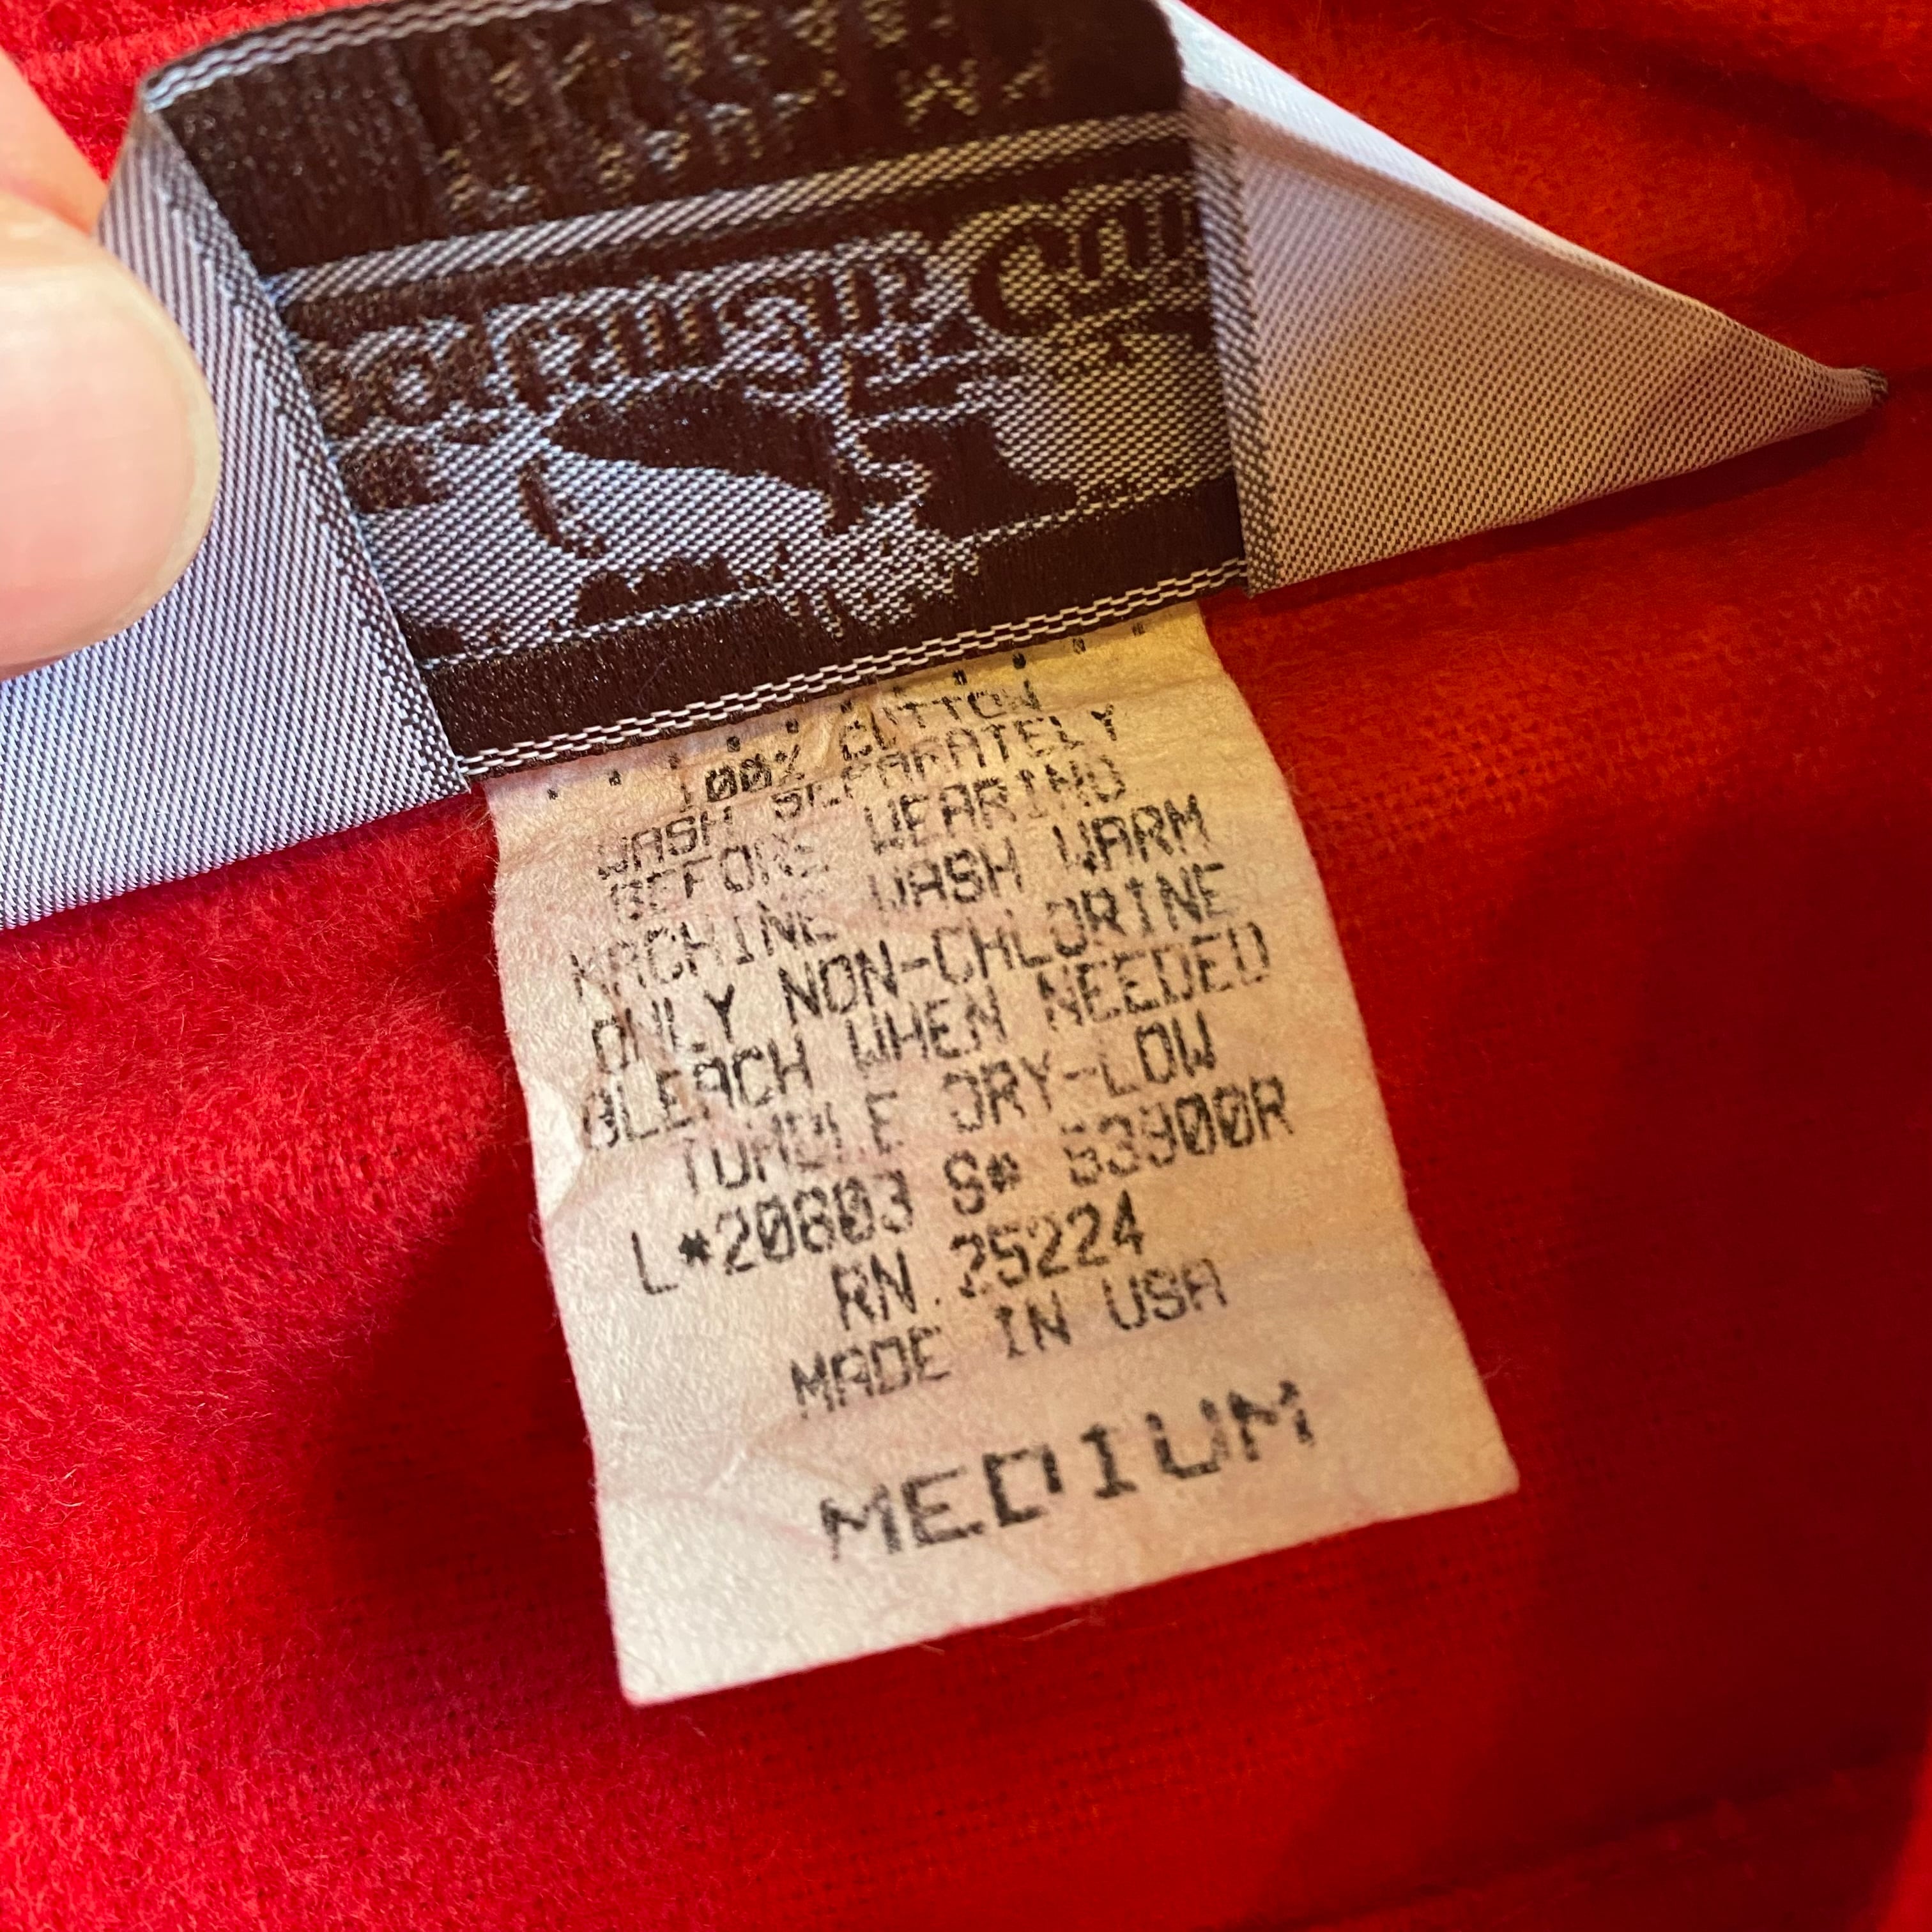 100% COTTON
WASH SEPARATELY
BEFORE WEARING
MACHINE WASH WARM
ONLY NON-CHLORINE
BLEACH WHEN NEEDED
TUMBLE DRY-LOW
L*20803 S* 53900R
RN 25224
MADE IN USA
MEDIUM